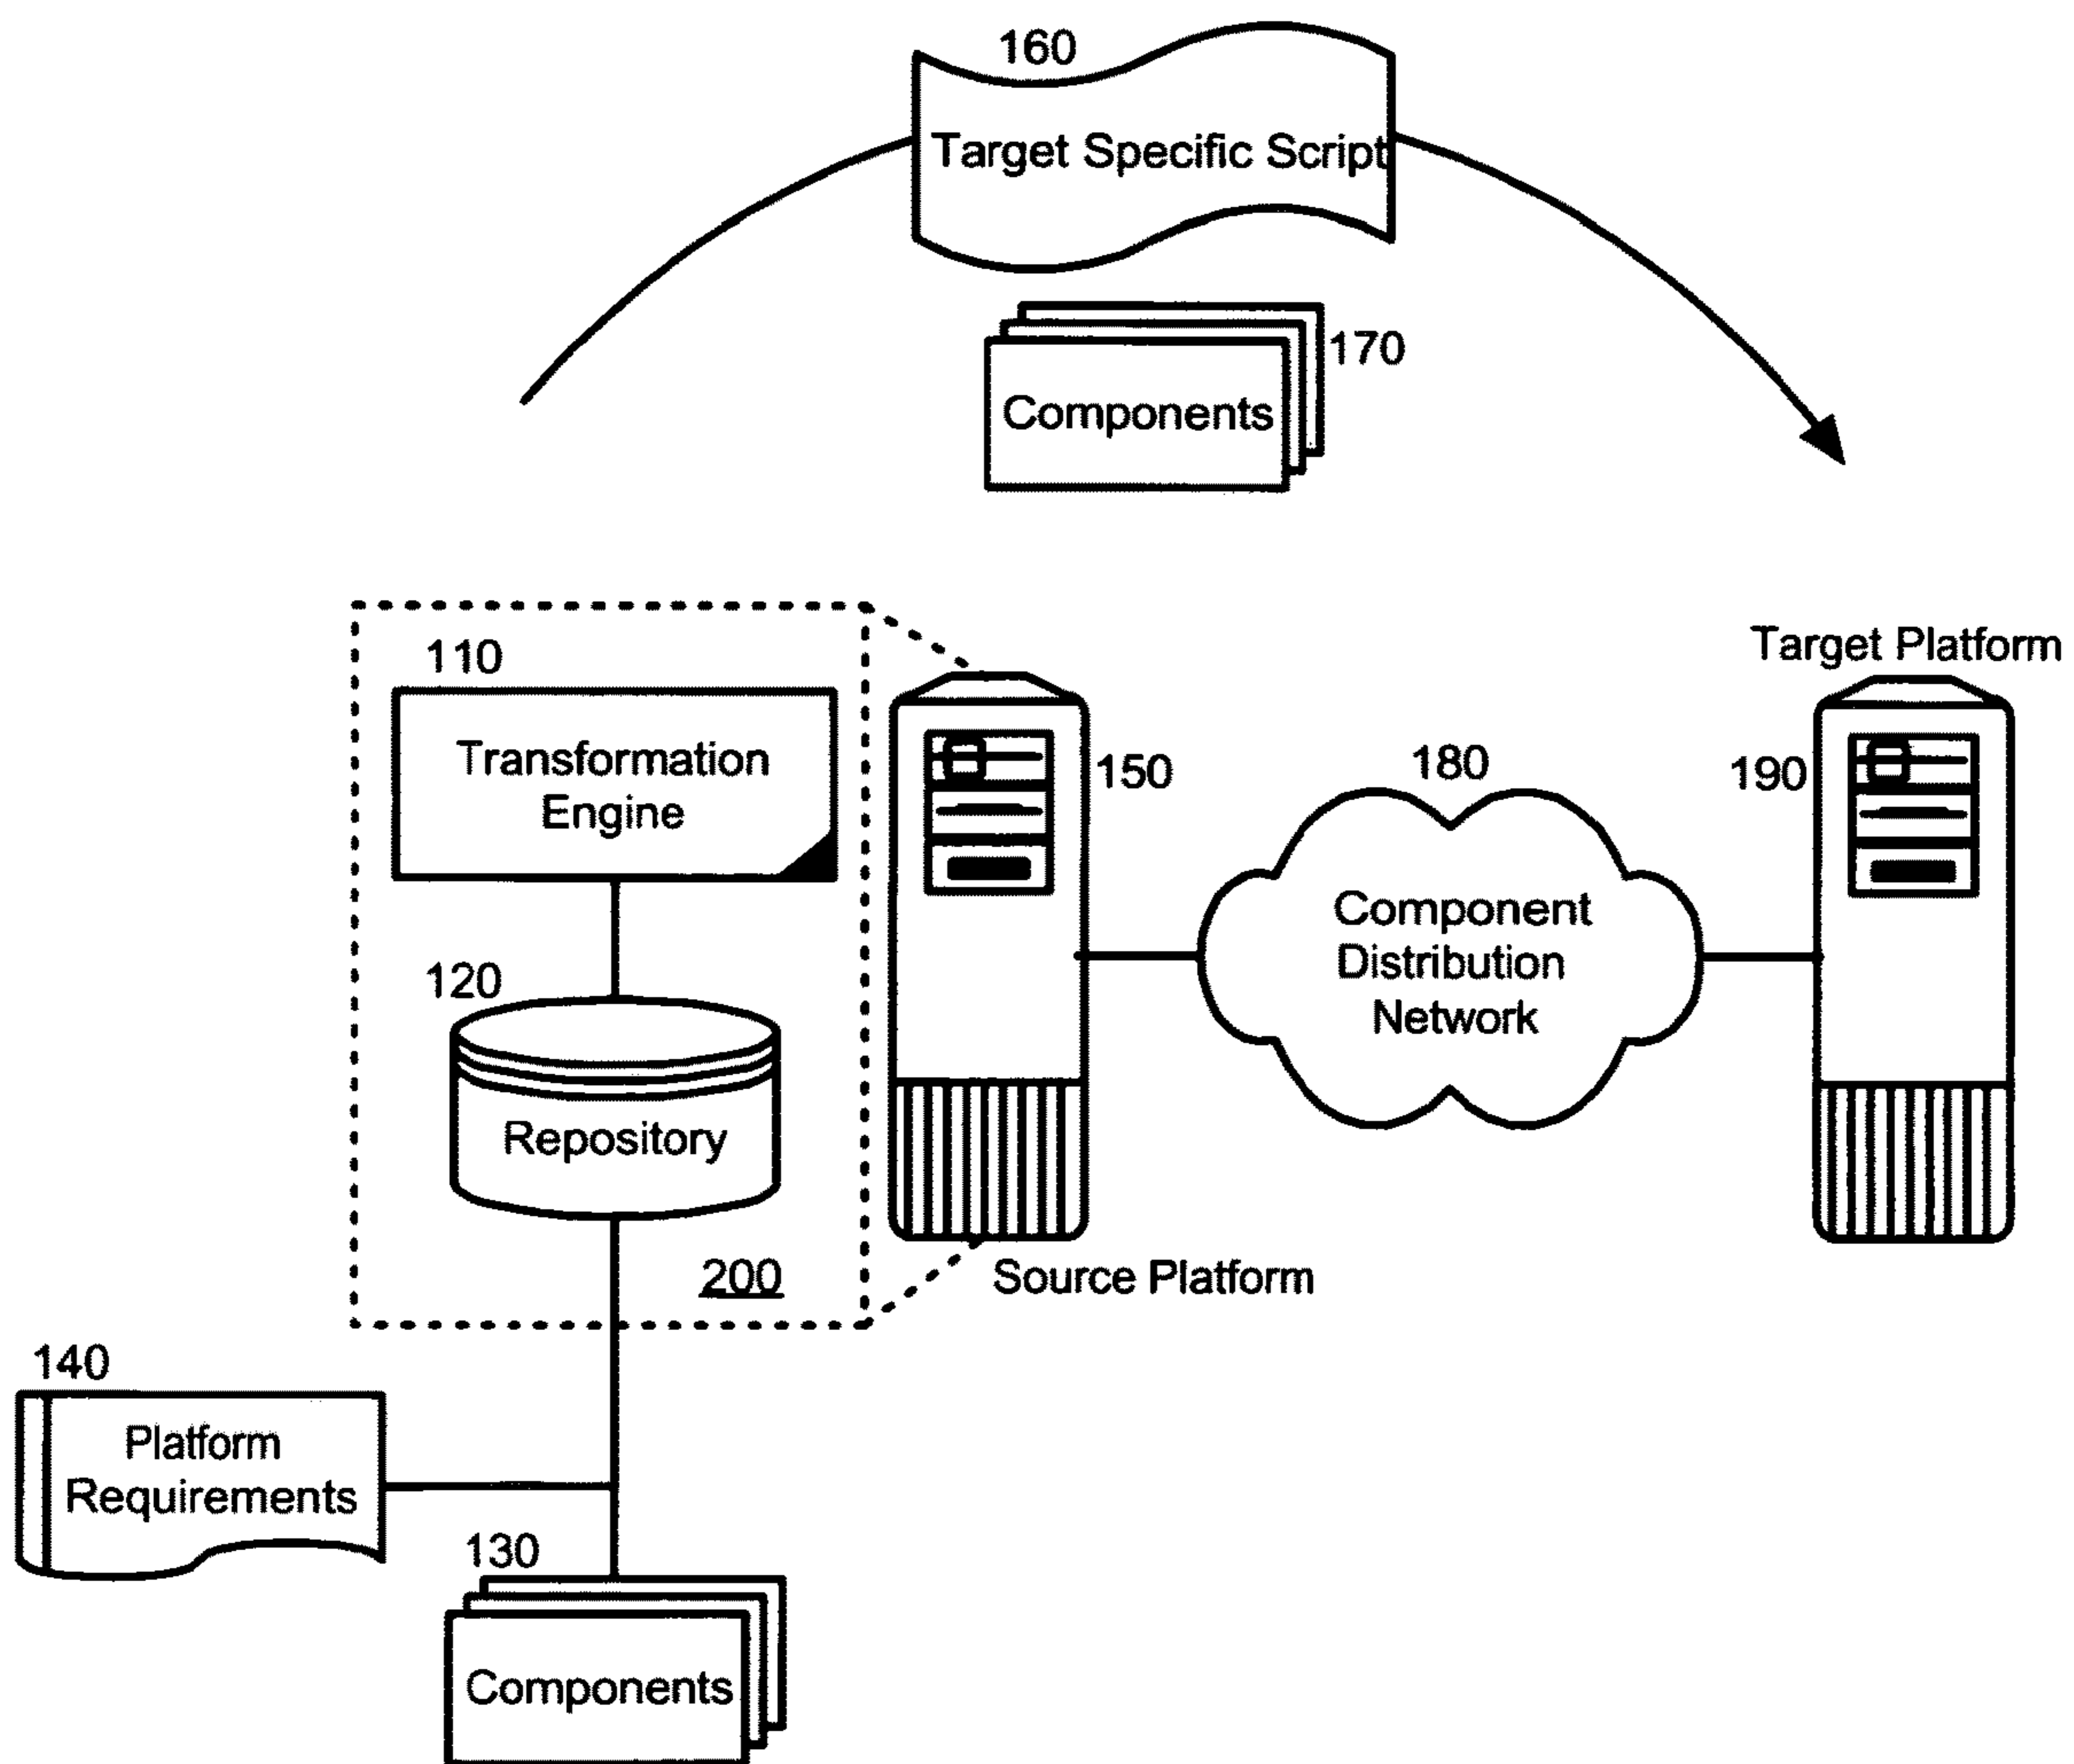 160
Target Specific Script
170
Components
110
Transformation
Engine
Target Platform
150
180
190
Component
Distribution
Network
120
Repository
200
Source Platform
140
Platform
Requirements
130
Components